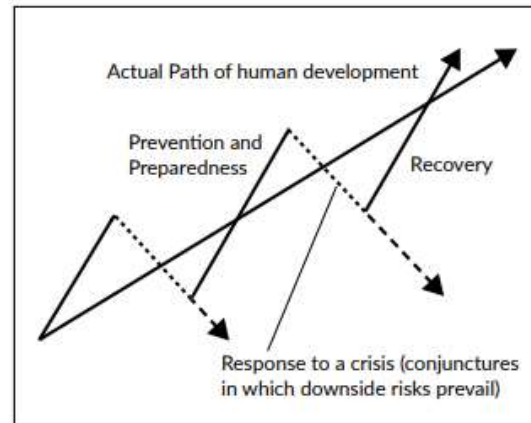 Actual Path of human development
Prevention and
Preparedness
Recovery
Response to a crisis (conjunctures
in which downside risks prevail)